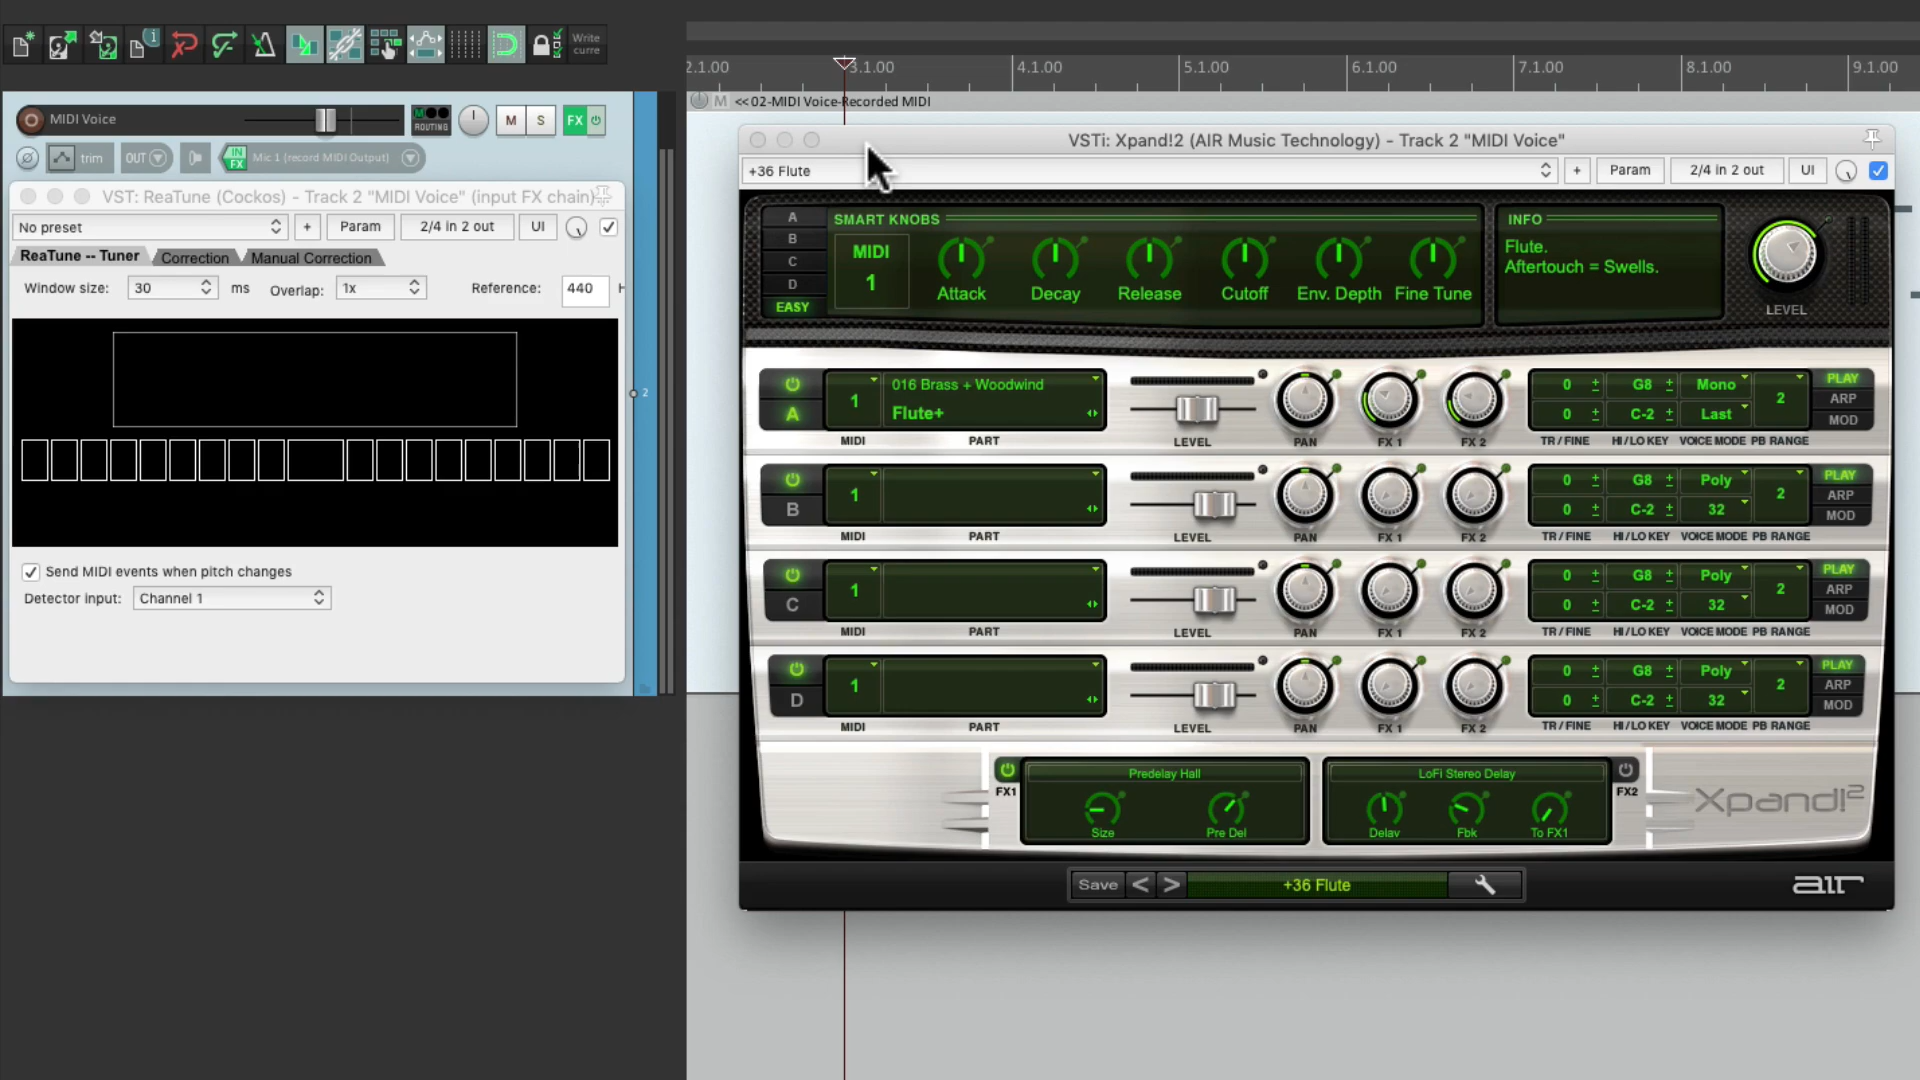 Write
curre
2.1.00 3.1.00 4.1.00 5.1.00 6.1.00 7.1.00 8.1.00 9.1.00
M <<02-MIDI Voice-Recorded MIDI
MIDI Voice
M
ROUTING
M S FX
trim OUT IN FX Mic 1 (record MIDI Output)
VST: ReaTune (Cockos) - Track 2 "MIDI Voice" (input FX chain)
No preset + Param 2/4 in 2 out UI
ReaTune -- Tuner Correction Manual Correction
Window size: 30 ms Overlap: 1x Reference: 440 H
Send MIDI events when pitch changes
Detector input: Channel 1
2
VSTi: Xpand!2 (AIR Music Technology) - Track 2 "MIDI Voice"
+36 Flute + Param 2/4 in 2 out UI
A
B
C
D
EASY
SMART KNOBS
MIDI
1
Attack Decay Release Cutoff Env. Depth Fine Tune
INFO
Flute.
Aftertouch = Swells.
LEVEL
A 1 016 Brass + Woodwind
Flute+
0 ± G8 ± Mono 2 PLAY
0 ± C-2 ± Last ARP
MOD
MIDI PART LEVEL PAN FX 1 FX 2 TR / FINE HI / LO KEY VOICE MODE PB RANGE
B 1
0 ± G8 ± Poly 2 PLAY
0 ± C-2 ± 32 ARP
MOD
MIDI PART LEVEL PAN FX 1 FX 2 TR / FINE HI / LO KEY VOICE MODE PB RANGE
C 1
0 ± G8 ± Poly 2 PLAY
0 ± C-2 ± 32 ARP
MOD
MIDI PART LEVEL PAN FX 1 FX 2 TR / FINE HI / LO KEY VOICE MODE PB RANGE
D 1
0 ± G8 ± Poly 2 PLAY
0 ± C-2 ± 32 ARP
MOD
MIDI PART LEVEL PAN FX 1 FX 2 TR / FINE HI / LO KEY VOICE MODE PB RANGE
FX1 Predelay Hall
Size Pre Del
LoFi Stereo Delay FX2
Delay Fbk To FX1
Xpand!2
Save < > +36 Flute
air